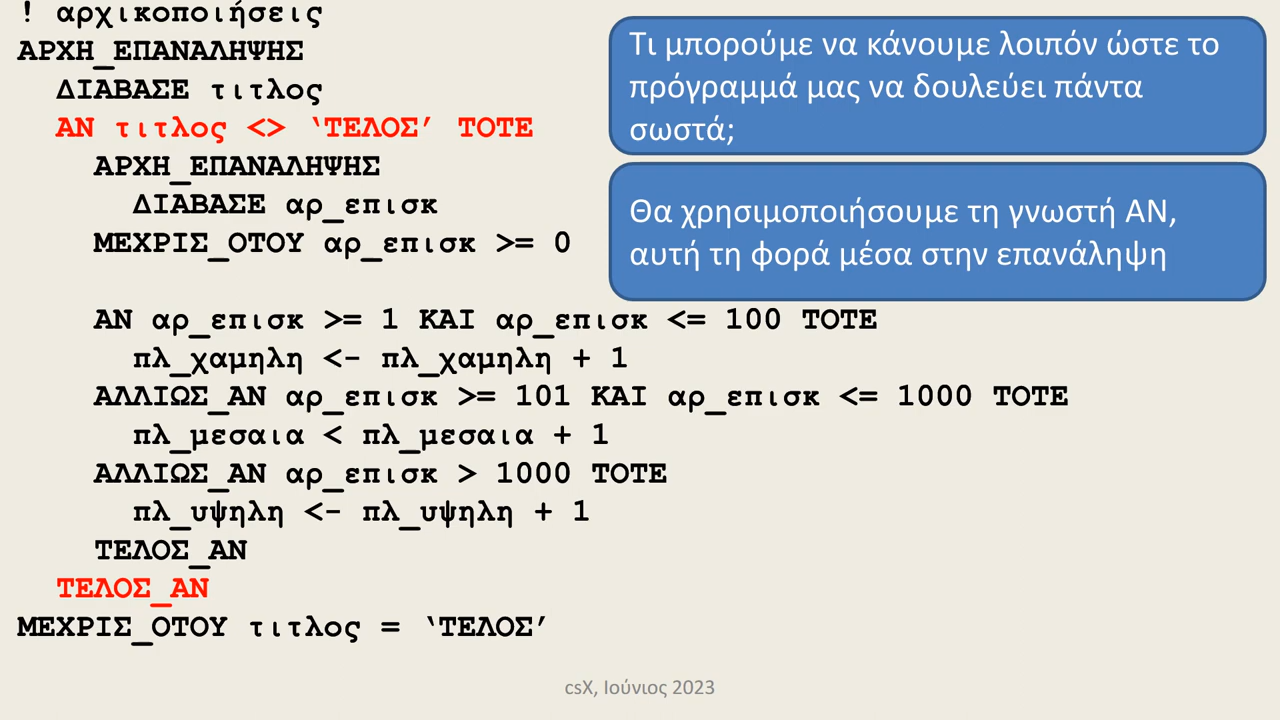 ! αρχικοποιήσεις
ΑΡΧΗ_ΕΠΑΝΑΛΗΨΗΣ
ΔΙΑΒΑΣΕ τιτλος
ΑΝ τιτλος <> ‘ΤΕΛΟΣ’ ΤΟΤΕ
ΑΡΧΗ_ΕΠΑΝΑΛΗΨΗΣ
ΔΙΑΒΑΣΕ αρ_επισκ
ΜΕΧΡΙΣ_ΟΤΟΥ αρ_επισκ >= 0
ΑΝ αρ_επισκ >= 1 ΚΑΙ αρ_επισκ <= 100 ΤΟΤΕ
πλ_χαμηλη <- πλ_χαμηλη + 1
ΑΛΛΙΩΣ_ΑΝ αρ_επισκ >= 101 ΚΑΙ αρ_επισκ <= 1000 ΤΟΤΕ
πλ_μεσαια < πλ_μεσαια + 1
ΑΛΛΙΩΣ_ΑΝ αρ_επισκ > 1000 ΤΟΤΕ
πλ_υψηλη <- πλ_υψηλη + 1
ΤΕΛΟΣ_ΑΝ
ΤΕΛΟΣ_ΑΝ
ΜΕΧΡΙΣ_ΟΤΟΥ τιτλος = ‘ΤΕΛΟΣ’
Τι μπορούμε να κάνουμε λοιπόν ώστε το
πρόγραμμά μας να δουλεύει πάντα
σωστά;
Θα χρησιμοποιήσουμε τη γνωστή ΑΝ,
αυτή τη φορά μέσα στην επανάληψη
csX, Ιούνιος 2023